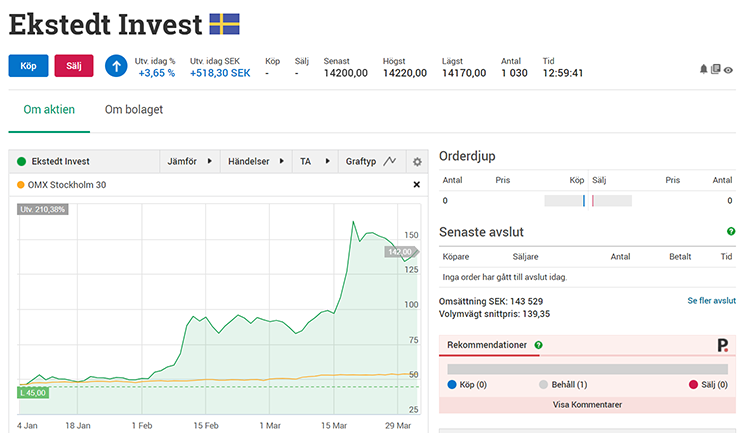 Ekstedt Invest
Köp
Sälj
Utv. idag %
+3,65 %
Utv. idag SEK
+518,30 SEK
Köp
-
Sälj
-
Senast
14200,00
Högst
14220,00
Lägst
14170,00
Antal
1 030
Tid
12:59:41
Om aktien
Om bolaget
Ekstedt Invest
Jämför
Händelser
TA
Graftyp
OMX Stockholm 30
Utv. 210,38%
150
142,00
125
100
75
50
25
L 45,00
4 Jan
18 Jan
1 Feb
15 Feb
1 Mar
15 Mar
29 Mar
Orderdjup
Antal Pris Köp Sälj Pris Antal
0 0
Senaste avslut
Köpare Säljare Antal Betalt Tid
Inga order har gått till avslut idag.
Omsättning SEK: 143 529
Se fler avslut
Volymvägt snittpris: 139,35
Rekommendationer
P.
Köp (0)
Behåll (1)
Sälj (0)
Visa Kommentarer